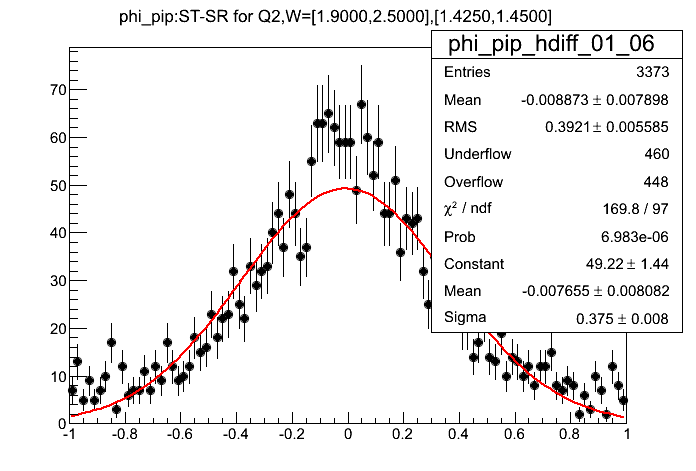 phi_pip:ST-SR for Q2,W=[1.9000,2.5000],[1.4250,1.4500]
phi_pip_hdiff_01_06
Entries 3373
Mean -0.008873 ± 0.007898
RMS 0.3921 ± 0.005585
Underflow 460
Overflow 448
χ² / ndf 169.8 / 97
Prob 6.983e-06
Constant 49.22 ± 1.44
Mean -0.007655 ± 0.008082
Sigma 0.375 ± 0.008
70
60
50
40
30
20
10
0
-1 -0.8 -0.6 -0.4 -0.2 0 0.2 0.4 0.6 0.8 1